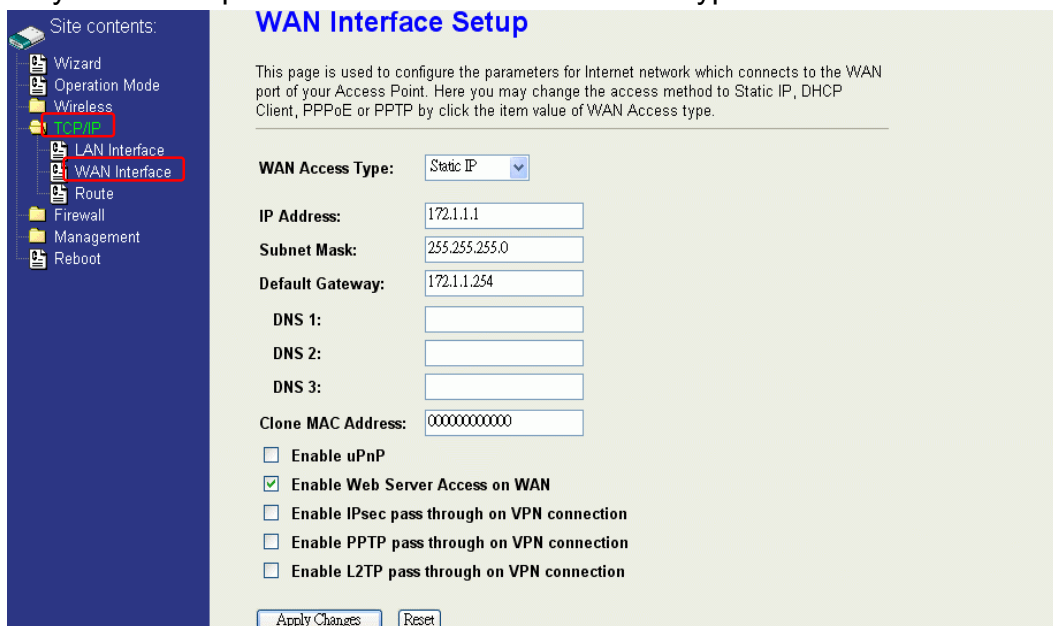 Site contents:
Wizard
Operation Mode
Wireless
TCP/IP
LAN Interface
WAN Interface
Route
Firewall
Management
Reboot
WAN Interface Setup
This page is used to configure the parameters for Internet network which connects to the WAN
port of your Access Point. Here you may change the access method to Static IP, DHCP
Client, PPPoE or PPTP by click the item value of WAN Access type.
WAN Access Type: Static IP
IP Address: 172.1.1.1
Subnet Mask: 255.255.255.0
Default Gateway: 172.1.1.254
DNS 1:
DNS 2:
DNS 3:
Clone MAC Address: 000000000000
Enable uPnP
Enable Web Server Access on WAN
Enable IPsec pass through on VPN connection
Enable PPTP pass through on VPN connection
Enable L2TP pass through on VPN connection
Apply Changes Reset